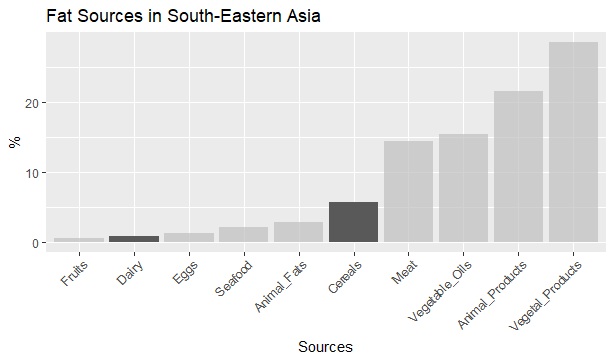 Fat Sources in South-Eastern Asia
%
20
10
0
Fruits
Dairy
Eggs
Seafood
Animal_Fats
Cereals
Meat
Vegetable_Oils
Animal_Products
Vegetal_Products
Sources